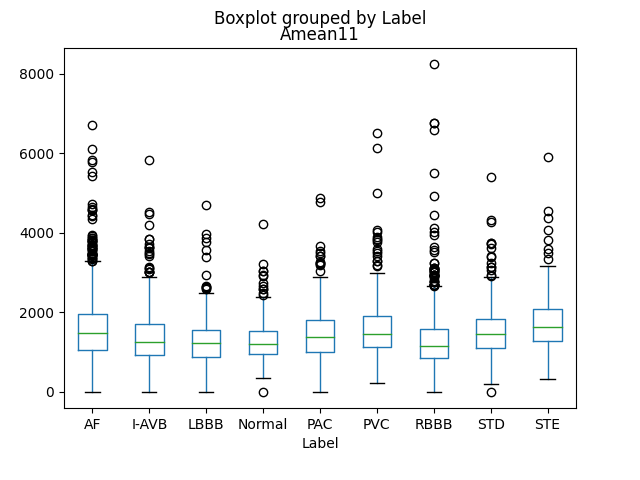 Boxplot grouped by Label
Amean11
8000
6000
4000
2000
0
AF I-AVB LBBB Normal PAC PVC RBBB STD STE
Label